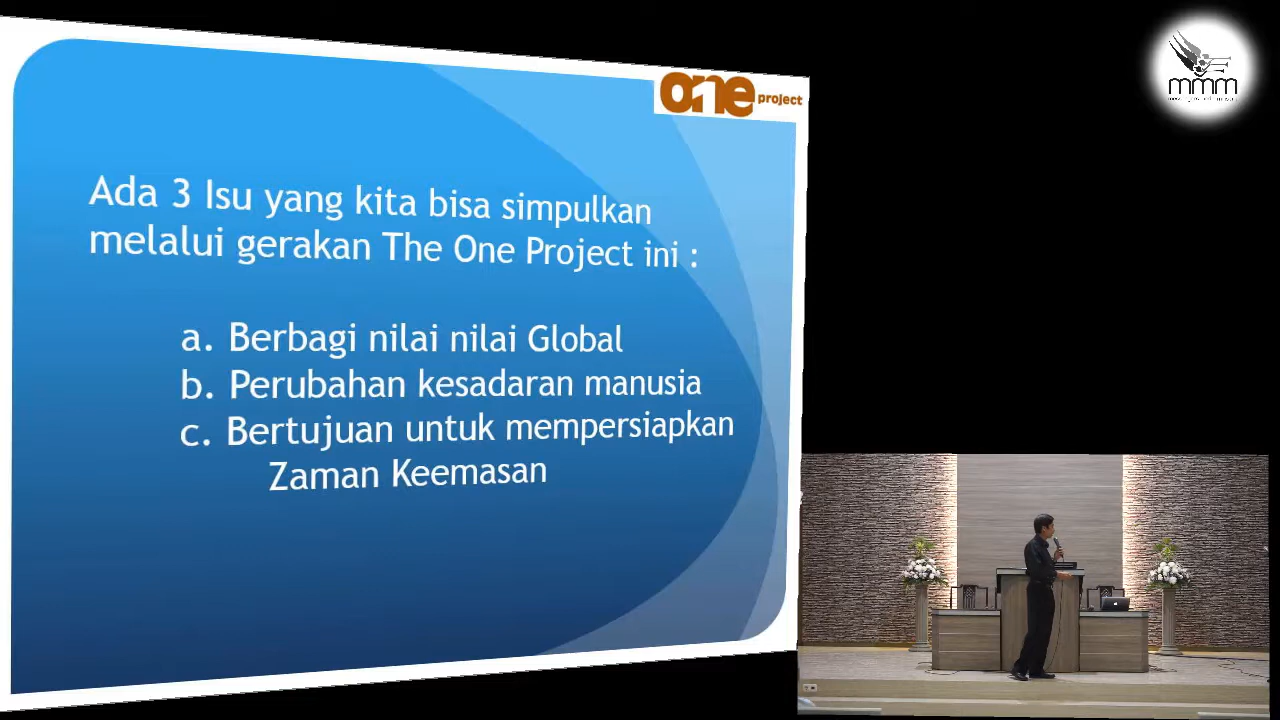 one project
Ada 3 Isu yang kita bisa simpulkan
melalui gerakan The One Project ini :
a. Berbagi nilai nilai Global
b. Perubahan kesadaran manusia
c. Bertujuan untuk mempersiapkan
Zaman Keemasan
mmm